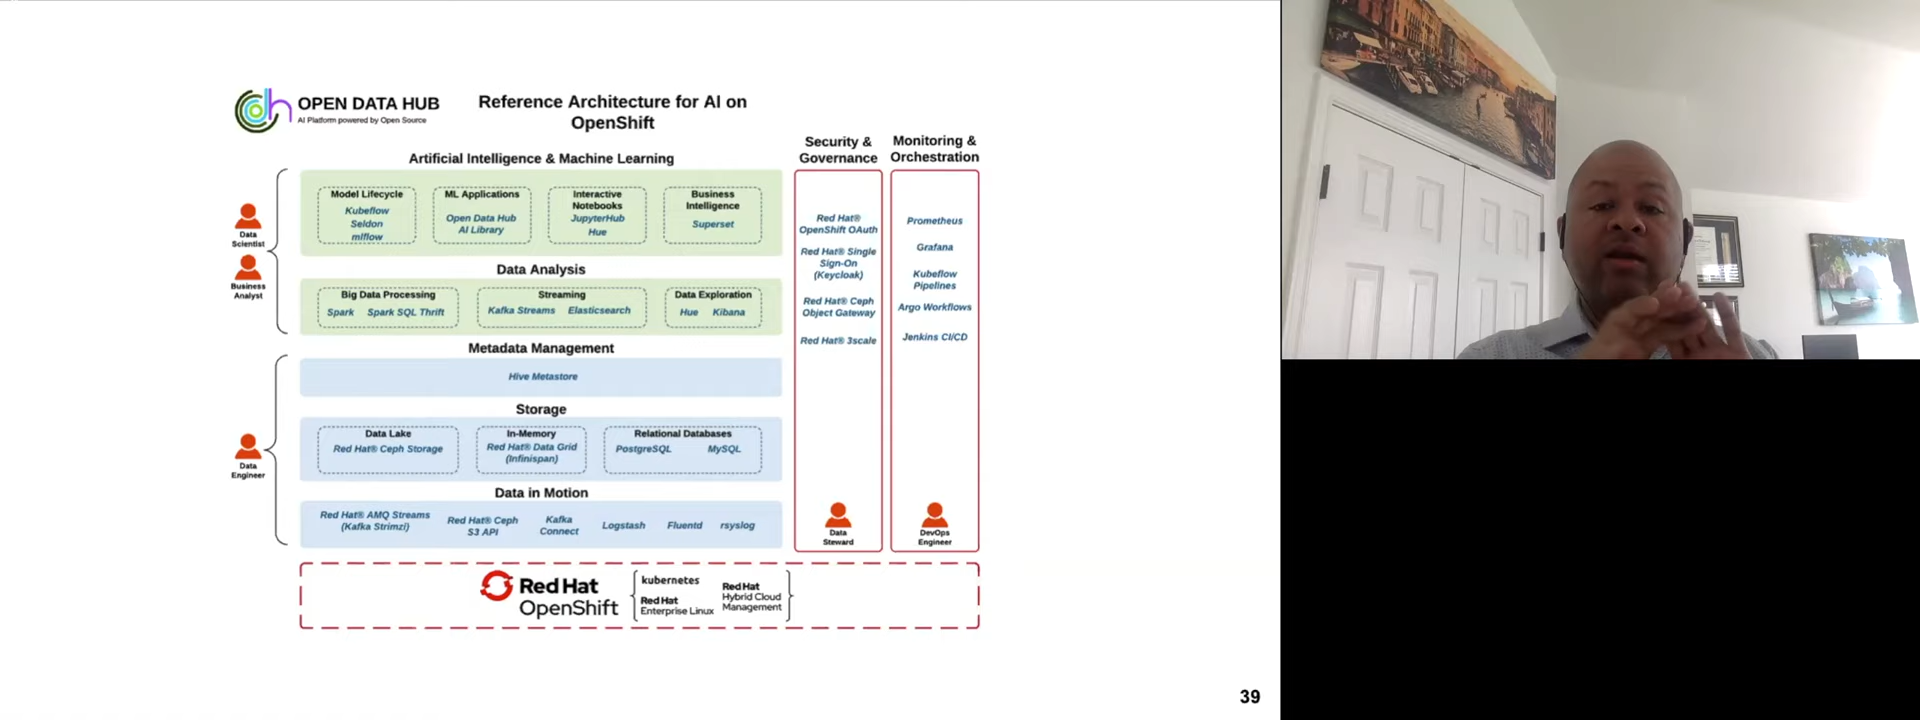 OPEN DATA HUB
AI Platform powered by Open Source
Reference Architecture for AI on
OpenShift
Security &
Governance
Monitoring &
Orchestration
Artificial Intelligence & Machine Learning
Data
Scientist
Business
Analyst
Model Lifecycle
Kubeflow
Seldon
mlflow
ML Applications
Open Data Hub
AI Library
Interactive
Notebooks
JupyterHub
Hue
Business
Intelligence
Superset
Data Analysis
Big Data Processing
Spark Spark SQL Thrift
Streaming
Kafka Streams Elasticsearch
Data Exploration
Hue Kibana
Metadata Management
Hive Metastore
Storage
Data
Engineer
Data Lake
Red Hat® Ceph Storage
In-Memory
Red Hat® Data Grid
(Infinispan)
Relational Databases
PostgreSQL MySQL
Data in Motion
Red Hat® AMQ Streams
(Kafka Strimzi)
Red Hat® Ceph
S3 API
Kafka
Connect
Logstash
Fluentd
rsyslog
Red Hat®
OpenShift OAuth
Red Hat® Single
Sign-On
(Keycloak)
Red Hat® Ceph
Object Gateway
Red Hat® 3scale
Data
Steward
Prometheus
Grafana
Kubeflow
Pipelines
Argo Workflows
Jenkins CI/CD
DevOps
Engineer
Red Hat
OpenShift
kubernetes
Red Hat
Enterprise Linux
Red Hat
Hybrid Cloud
Management
39